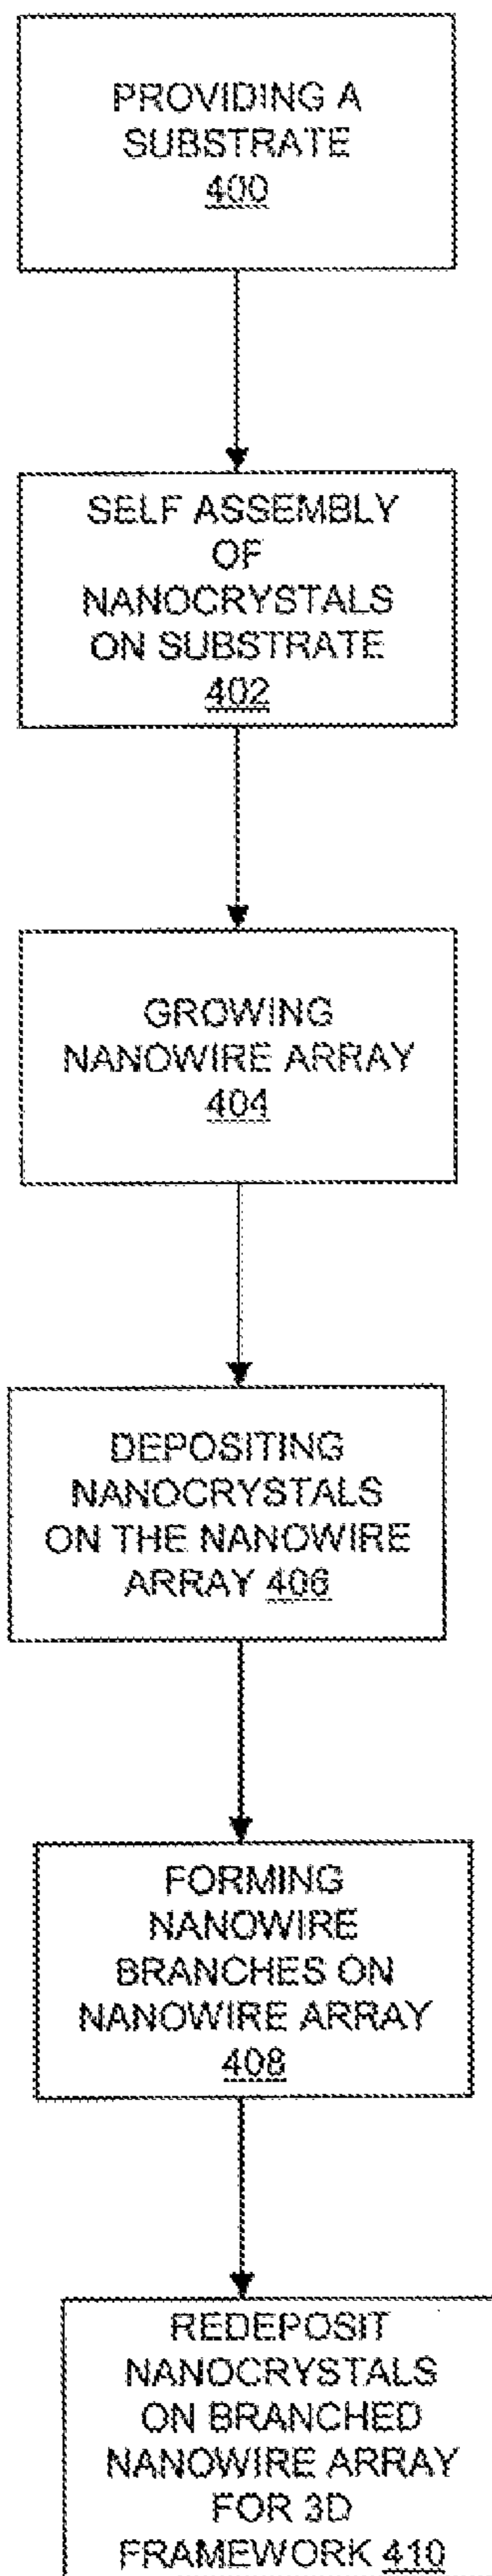 PROVIDING A
SUBSTRATE
400
SELF ASSEMBLY
OF
NANOCRYSTALS
ON SUBSTRATE
402
GROWING
NANOWIRE ARRAY
404
DEPOSITING
NANOCRYSTALS
ON THE NANOWIRE
ARRAY 406
FORMING
NANOWIRE
BRANCHES ON
NANOWIRE ARRAY
408
REDEPOSIT
NANOCRYSTALS
ON BRANCHED
NANOWIRE ARRAY
FOR 3D
FRAMEWORK 410